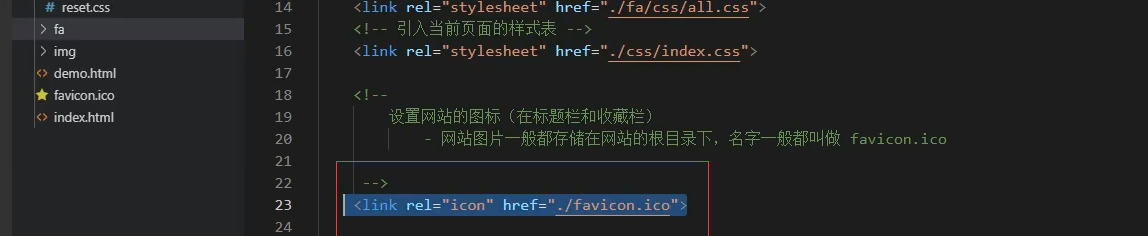 reset.css
fa
img
demo.html
favicon.ico
index.html
14 <link rel="stylesheet" href="./fa/css/all.css">
15 <!-- 引入当前页面的样式表 -->
16 <link rel="stylesheet" href="./css/index.css">
17
18 <!--
19 设置网站的图标（在标题栏和收藏栏）
20 - 网站图片一般都存储在网站的根目录下，名字一般都叫做 favicon.ico
21
22 -->
23 <link rel="icon" href="./favicon.ico">
24